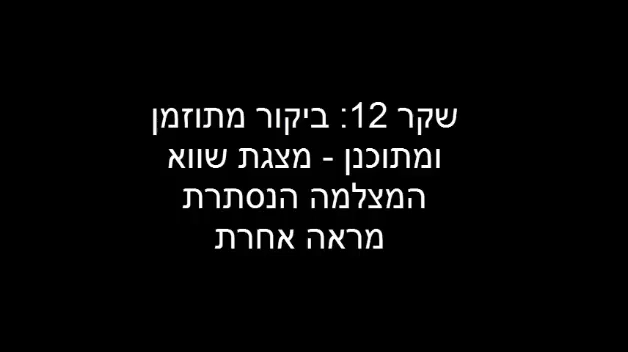 שקר 12: ביקור מתוזמן
ומתוכנן - מצגת שווא
המצלמה הנסתרת
מראה אחרת